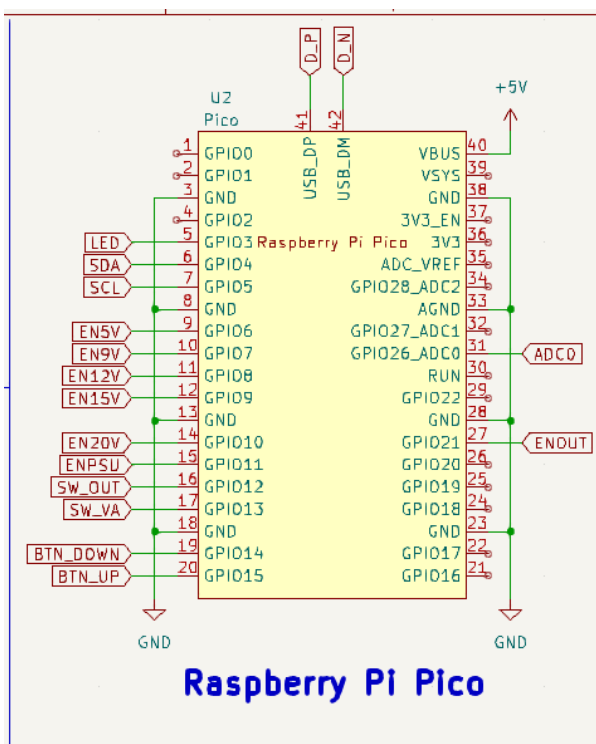 D_P
D_N
+5V
U2
Pico
41
42
USB_DP
USB_DM
1 GPIO0
2 GPIO1
3 GND
4 GPIO2
LED 5 GPIO3
SDA 6 GPIO4
SCL 7 GPIO5
8 GND
EN5V 9 GPIO6
EN9V 10 GPIO7
EN12V 11 GPIO8
EN15V 12 GPIO9
13 GND
EN20V 14 GPIO10
ENPSU 15 GPIO11
SW_OUT 16 GPIO12
SW_VA 17 GPIO13
18 GND
BTN_DOWN 19 GPIO14
BTN_UP 20 GPIO15
Raspberry Pi Pico
VBUS 40
VSYS 39
GND 38
3V3_EN 37
3V3 36
ADC_VREF 35
GPIO28_ADC2 34
AGND 33
GPIO27_ADC1 32
GPIO26_ADC0 31 ADC0
RUN 30
GPIO22 29
GND 28
GPIO21 27 ENOUT
GPIO20 26
GPIO19 25
GPIO18 24
GND 23
GPIO17 22
GPIO16 21
GND
GND
Raspberry Pi Pico